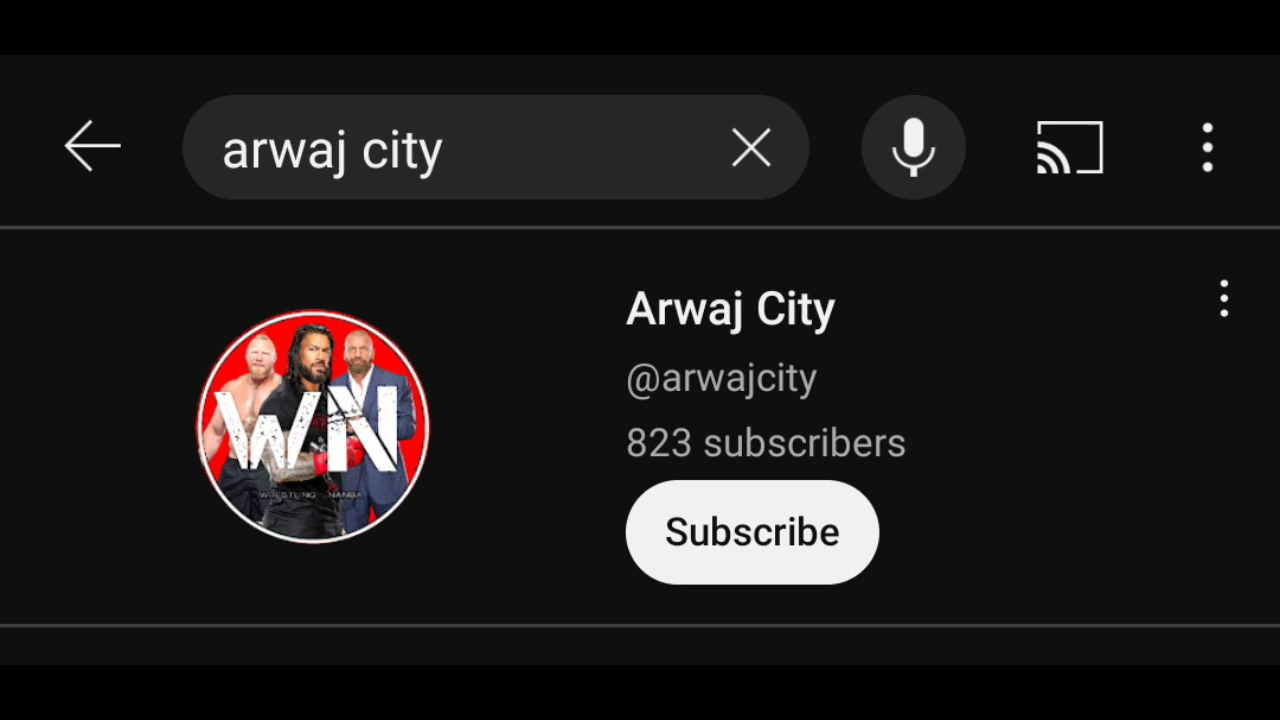 arwaj city
Arwaj City
@arwajcity
823 subscribers
Subscribe
WN
WRESTLING NANBA